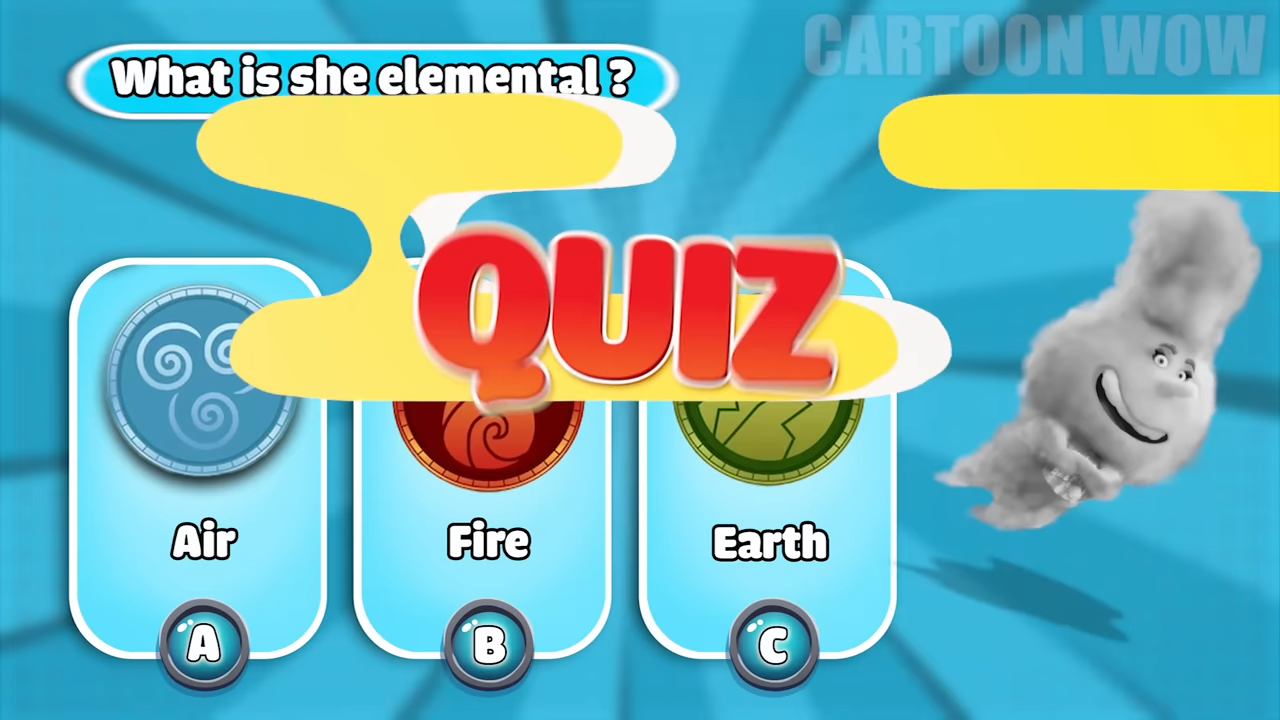 CARTOON WOW
What is she elemental ?
QUIZ
Air
Fire
Earth
A
B
C